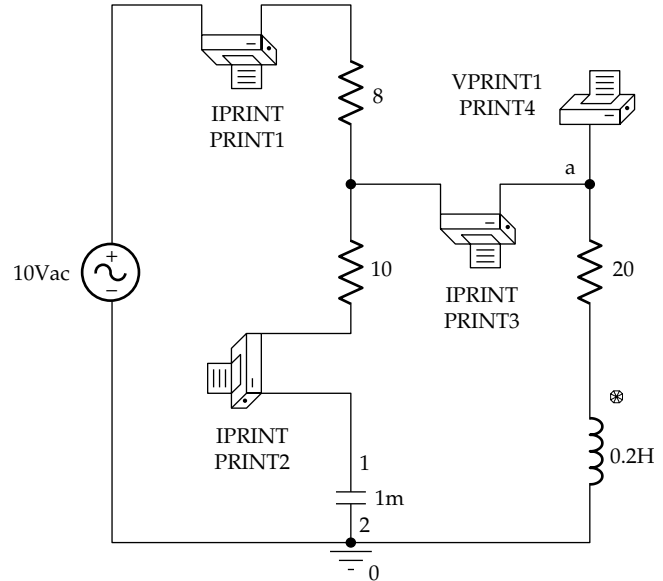 IPRINT
PRINT1
8
VPRINT1
PRINT4
a
10Vac
+
−
10
20
IPRINT
PRINT3
IPRINT
PRINT2
1
0.2H
1m
2
0